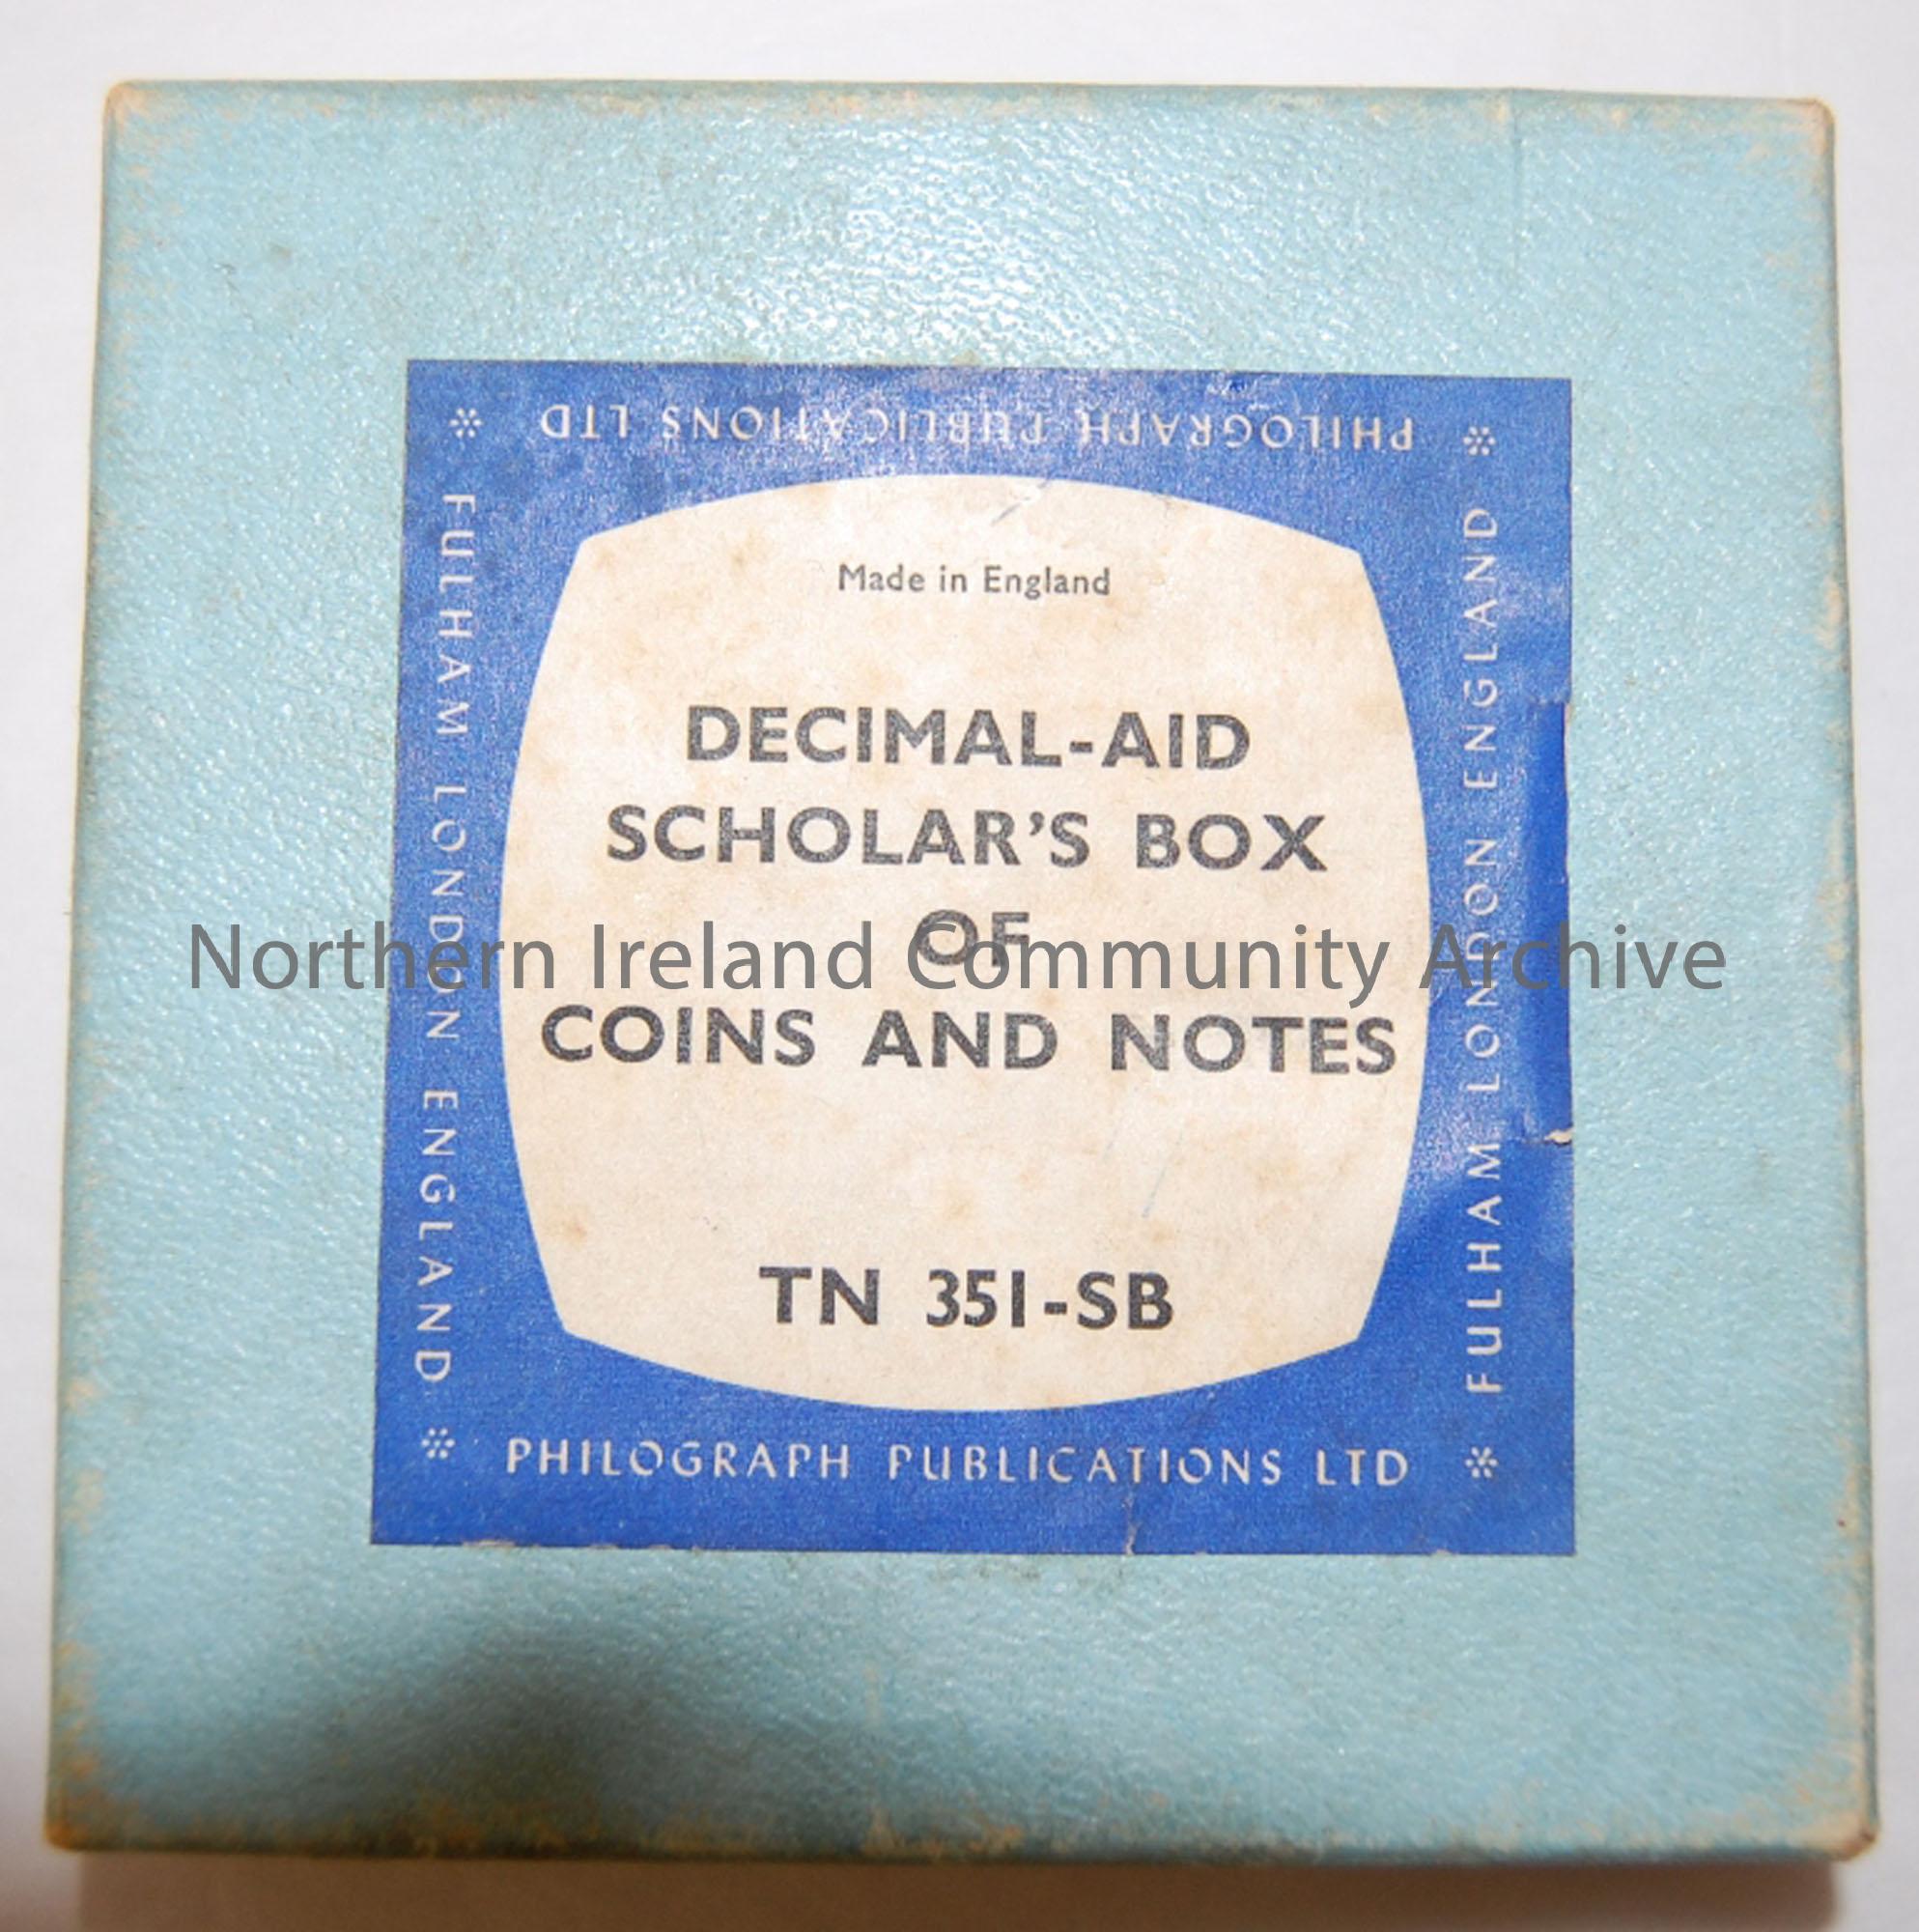 PHILOGRAPH PUBLICATIONS LTD
FULHAM LONDON ENGLAND
FULHAM LONDON ENGLAND
Made in England
DECIMAL-AID
SCHOLAR'S BOX
OF
Northern Ireland Community Archive
COINS AND NOTES
TN 351-SB
PHILOGRAPH PUBLICATIONS LTD